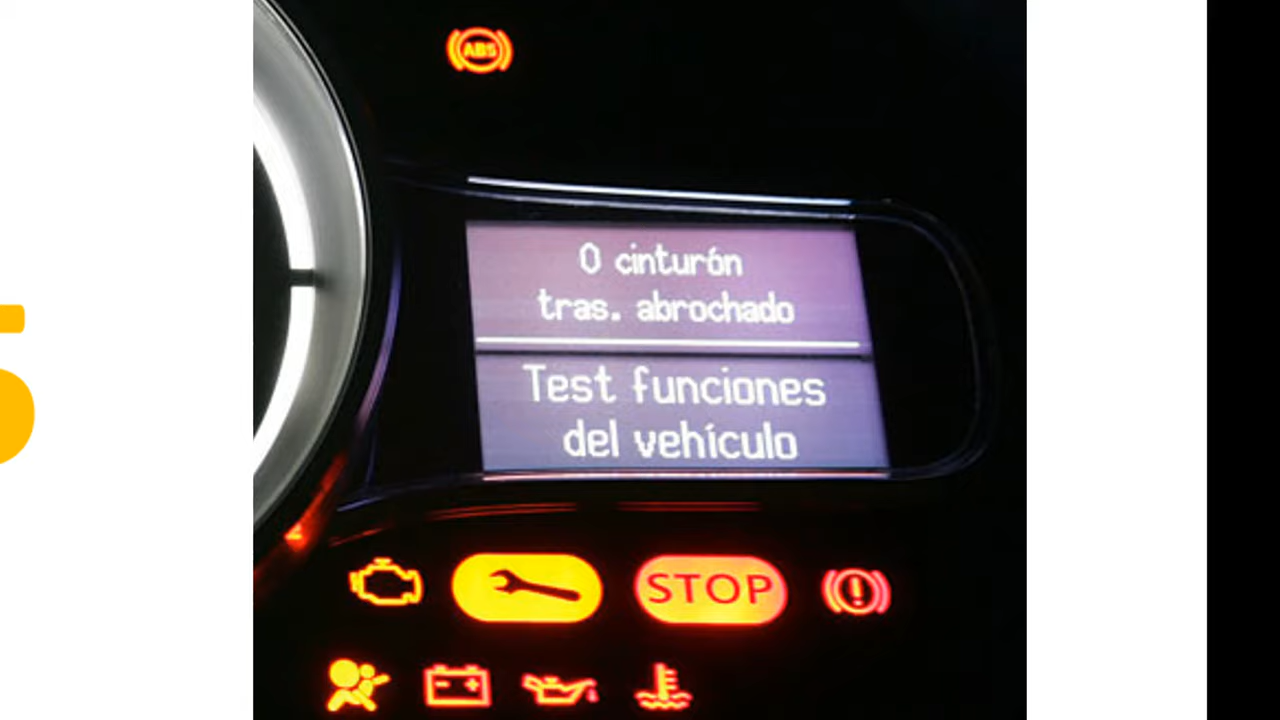 ABS
0 cinturón
tras. abrochado
Test funciones
del vehículo
STOP